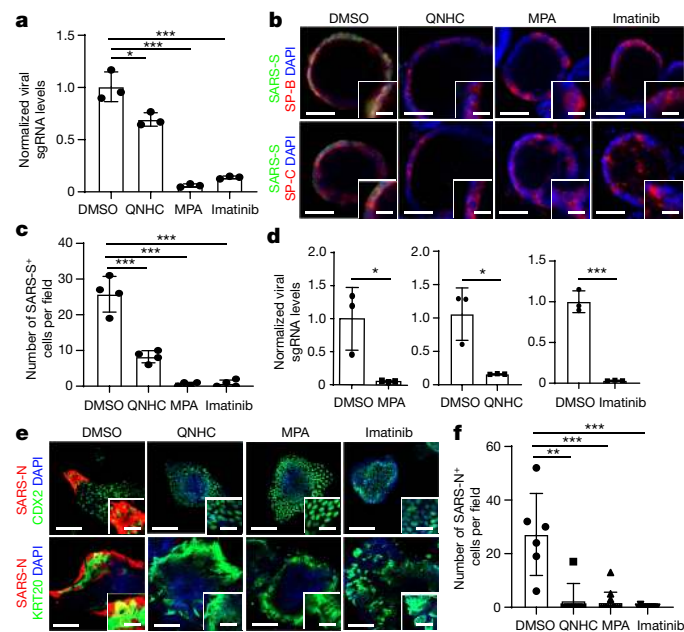 a
Normalized viral
sgRNA levels
1.5
1.0
0.5
0
***
***
*
DMSO QNHC MPA Imatinib
b
DMSO QNHC MPA Imatinib
SARS-S
SP-B DAPI
SARS-S
SP-C DAPI
c
Number of SARS-S+
cells per field
40
30
20
10
0
***
***
***
DMSO QNHC MPA Imatinib
d
Normalized viral
sgRNA levels
2.0
1.5
1.0
0.5
0
*
DMSO MPA
2.0
1.5
1.0
0.5
0
*
DMSO QNHC
1.5
1.0
0.5
0
***
DMSO Imatinib
e
DMSO QNHC MPA Imatinib
SARS-N
CDX2 DAPI
SARS-N
KRT20 DAPI
f
Number of SARS-N+
cells per field
60
40
20
0
***
***
**
DMSO QNHC MPA Imatinib